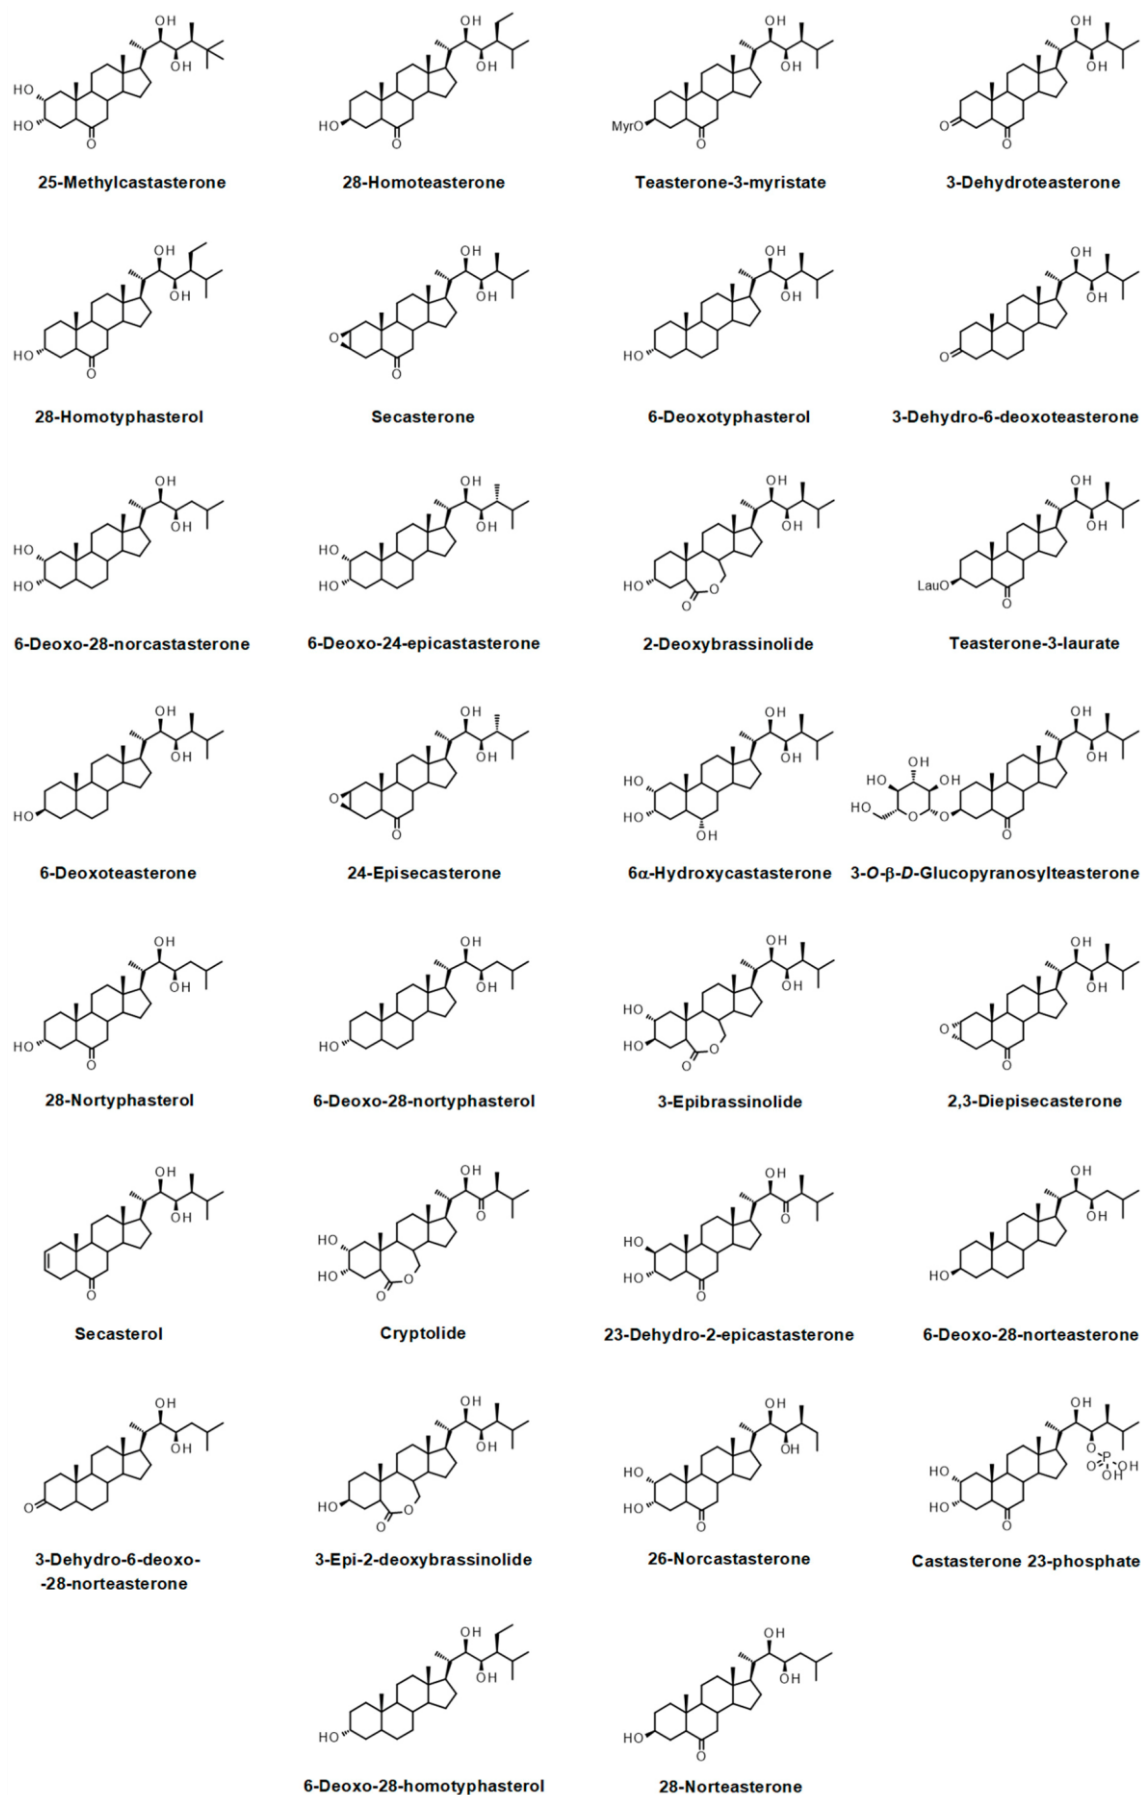 OH OH HO HO O
25-Methylcastasterone
OH OH HO O
28-Homoteasterone
OH OH MyrO O
Teasterone-3-myristate
OH OH O O
3-Dehydroteasterone
OH OH HO O
28-Homotyphasterol
OH OH O O
Secasterone
OH OH HO
6-Deoxotyphasterol
OH OH O
3-Dehydro-6-deoxoteasterone
OH OH HO HO
6-Deoxo-28-norcastasterone
OH OH HO HO
6-Deoxo-24-epicastasterone
OH OH HO O O
2-Deoxybrassinolide
OH OH LauO O
Teasterone-3-laurate
OH OH HO
6-Deoxoteasterone
OH OH O O
24-Episecasterone
OH OH HO HO OH
6α-Hydroxycastasterone
OH OH OH HO OH HO O O O
3-O-β-D-Glucopyranosylteasterone
OH OH HO O
28-Nortyphasterol
OH OH HO
6-Deoxo-28-nortyphasterol
OH OH HO HO O O
3-Epibrassinolide
OH OH O O
2,3-Diepisecasterone
OH OH O
Secasterol
OH O HO HO O O
Cryptolide
OH O HO HO O
23-Dehydro-2-epicastasterone
OH OH HO
6-Deoxo-28-norteasterone
OH OH O
3-Dehydro-6-deoxo-
-28-norteasterone
OH OH HO O O
3-Epi-2-deoxybrassinolide
OH OH HO HO O
26-Norcastasterone
OH O P O OH OH HO HO O
Castasterone 23-phosphate
OH OH HO
6-Deoxo-28-homotyphasterol
OH OH HO O
28-Norteasterone